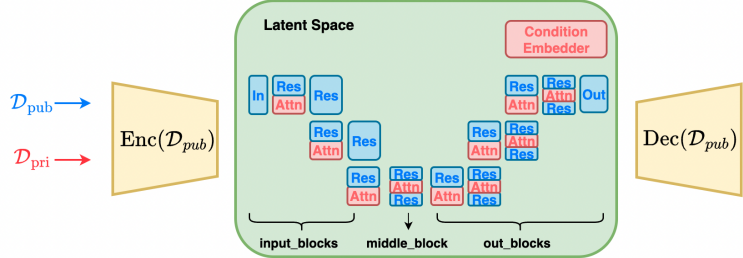 Latent Space
Condition
Embedder
In
Res
Attn
Res
Res
Attn
Res
Attn
Res
Out
𝒟_pub
Enc(𝒟_pub)
Dec(𝒟_pub)
Res
Attn
Res
Res
Attn
Res
Attn
Res
𝒟_pri
Res
Attn
Res
Attn
Res
Res
Attn
Res
Attn
Res
input_blocks
middle_block
out_blocks